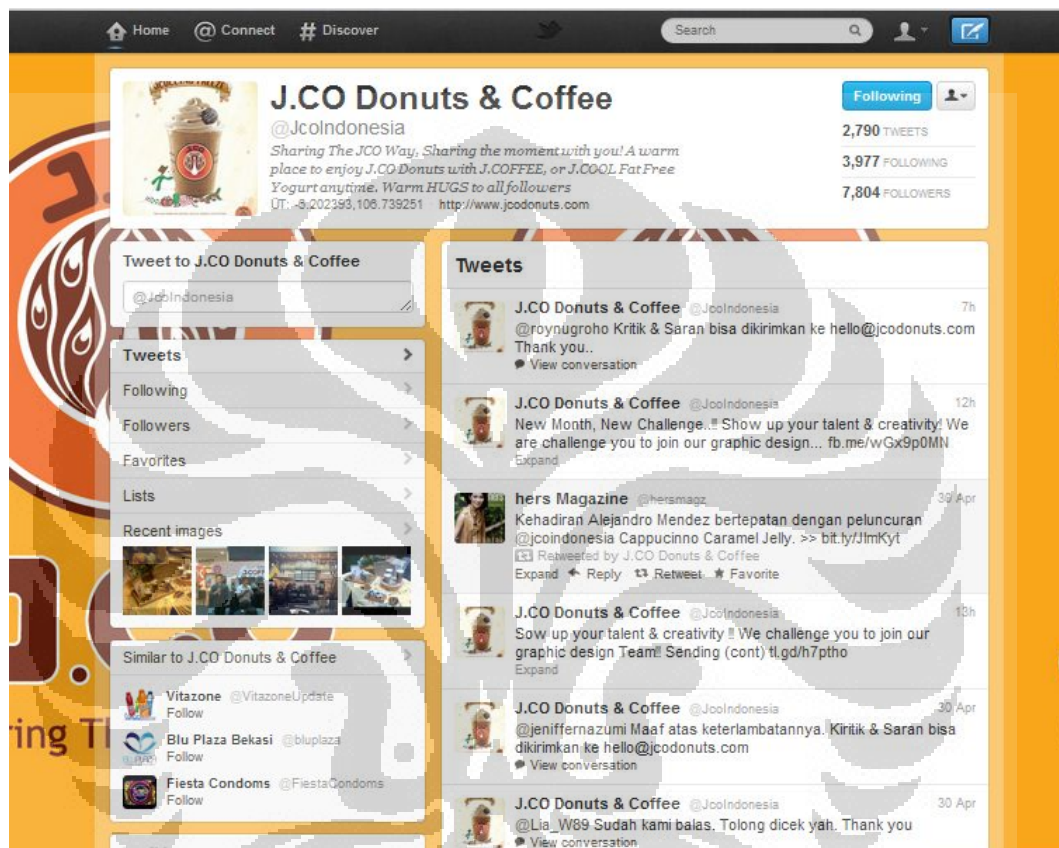 Home @ Connect # Discover
Search
J.CO Donuts & Coffee
@JcoIndonesia
Sharing The JCO Way, Sharing the moment with you! A warm
place to enjoy J.CO Donuts with J.COFFEE, or J.COOL Fat Free
Yogurt anytime. Warm HUGS to all followers
ÜT: -6.202393,106.739251 · http://www.jcodonuts.com
Following
2,790 TWEETS
3,977 FOLLOWING
7,804 FOLLOWERS
Tweet to J.CO Donuts & Coffee
@JcoIndonesia
Tweets
Following
Followers
Favorites
Lists
Recent images
Similar to J.CO Donuts & Coffee
Vitazone @VitazoneUpdate
Follow
Blu Plaza Bekasi @bluplaza
Follow
Fiesta Condoms @FiestaCondoms
Follow
Tweets
J.CO Donuts & Coffee @JcoIndonesia 7h
@roynugroho Kritik & Saran bisa dikirimkan ke hello@jcodonuts.com
Thank you..
View conversation
J.CO Donuts & Coffee @JcoIndonesia 12h
New Month, New Challenge..!! Show up your talent & creativity! We
are challenge you to join our graphic design... fb.me/wGx9p0MN
Expand
hers Magazine @hersmagz 30 Apr
Kehadiran Alejandro Mendez bertepatan dengan peluncuran
@jcoindonesia Cappucinno Caramel Jelly. >> bit.ly/JImKyt
Retweeted by J.CO Donuts & Coffee
Expand Reply Retweet Favorite
J.CO Donuts & Coffee @JcoIndonesia 13h
Sow up your talent & creativity !! We challenge you to join our
graphic design Team!! Sending (cont) tl.gd/h7ptho
Expand
J.CO Donuts & Coffee @JcoIndonesia 30 Apr
@jeniffernazumi Maaf atas keterlambatannya. Kiritik & Saran bisa
dikirimkan ke hello@jcodonuts.com
View conversation
J.CO Donuts & Coffee @JcoIndonesia 30 Apr
@Lia_W89 Sudah kami balas. Tolong dicek yah. Thank you
View conversation
ring Th